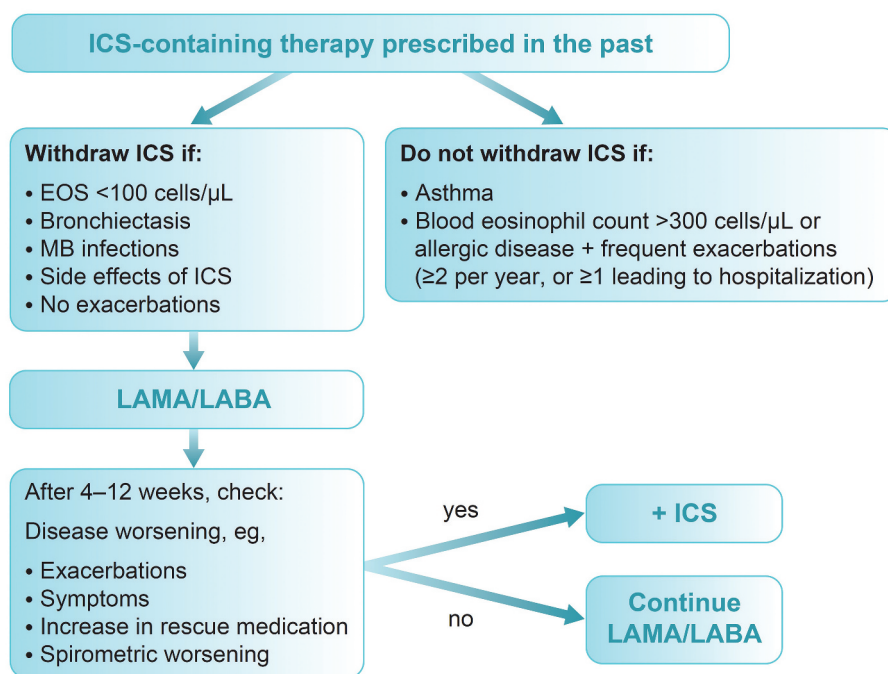 ICS-containing therapy prescribed in the past
Withdraw ICS if:
• EOS <100 cells/µL
• Bronchiectasis
• MB infections
• Side effects of ICS
• No exacerbations
Do not withdraw ICS if:
• Asthma
• Blood eosinophil count >300 cells/µL or
allergic disease + frequent exacerbations
(≥2 per year, or ≥1 leading to hospitalization)
LAMA/LABA
After 4–12 weeks, check:
Disease worsening, eg,
• Exacerbations
• Symptoms
• Increase in rescue medication
• Spirometric worsening
yes
+ ICS
no
Continue
LAMA/LABA